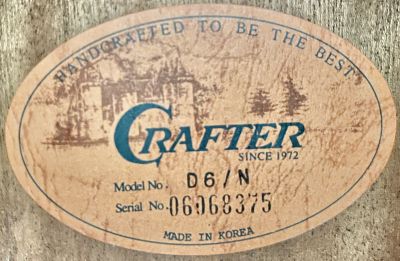 HANDCRAFTED TO BE THE BEST
CRAFTER
SINCE 1972
Model No. D6/N
Serial No. 06068375
MADE IN KOREA